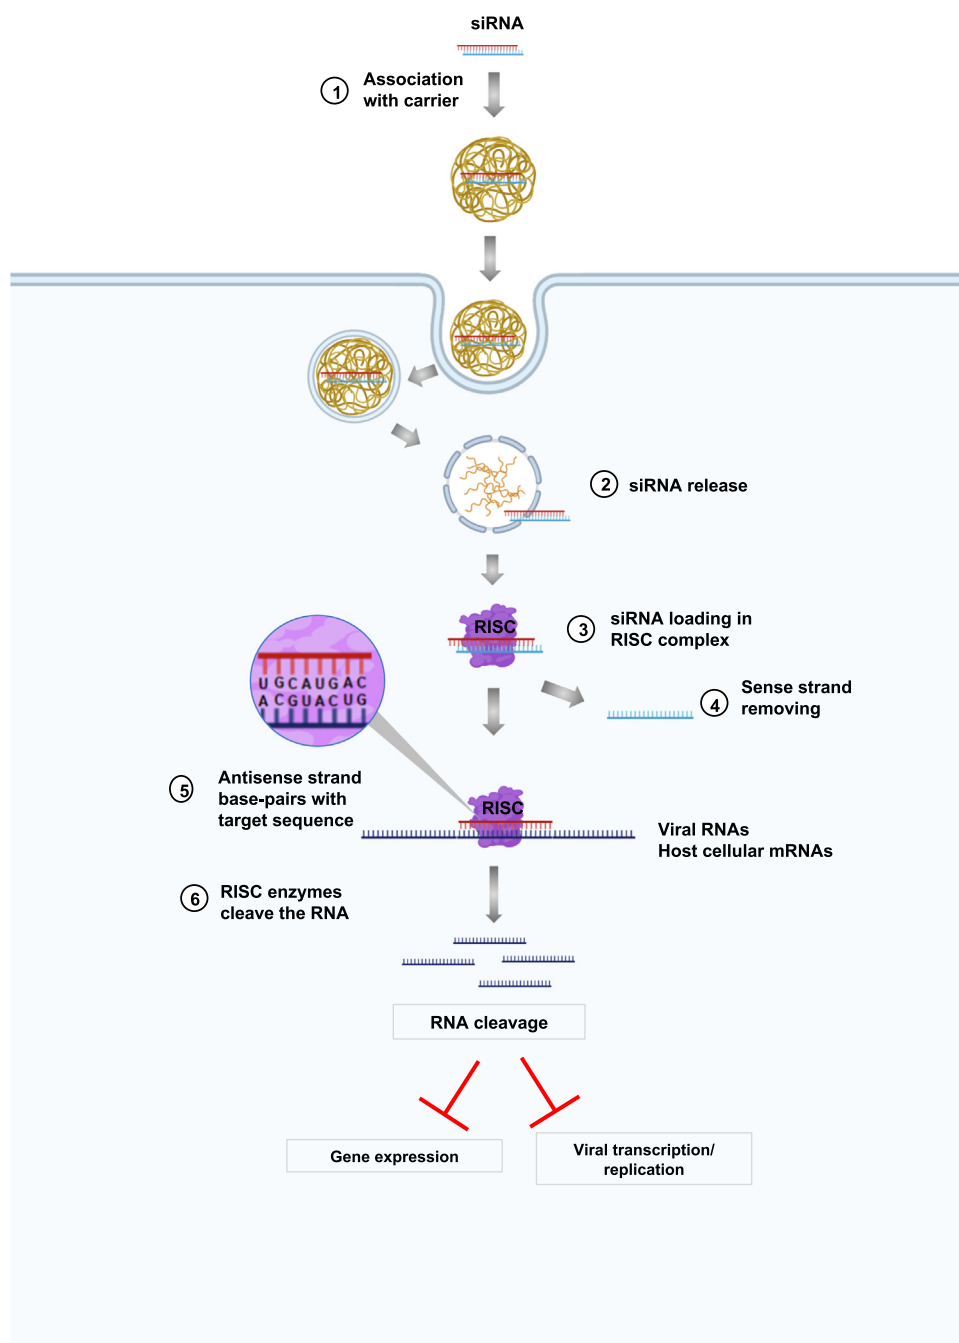 siRNA
1
Association
with carrier
2
siRNA release
RISC
3
siRNA loading in
RISC complex
4
Sense strand
removing
U G C A U G A C
A C G U A C U G
5
Antisense strand
base-pairs with
target sequence
RISC
Viral RNAs
Host cellular mRNAs
6
RISC enzymes
cleave the RNA
RNA cleavage
Gene expression
Viral transcription/
replication